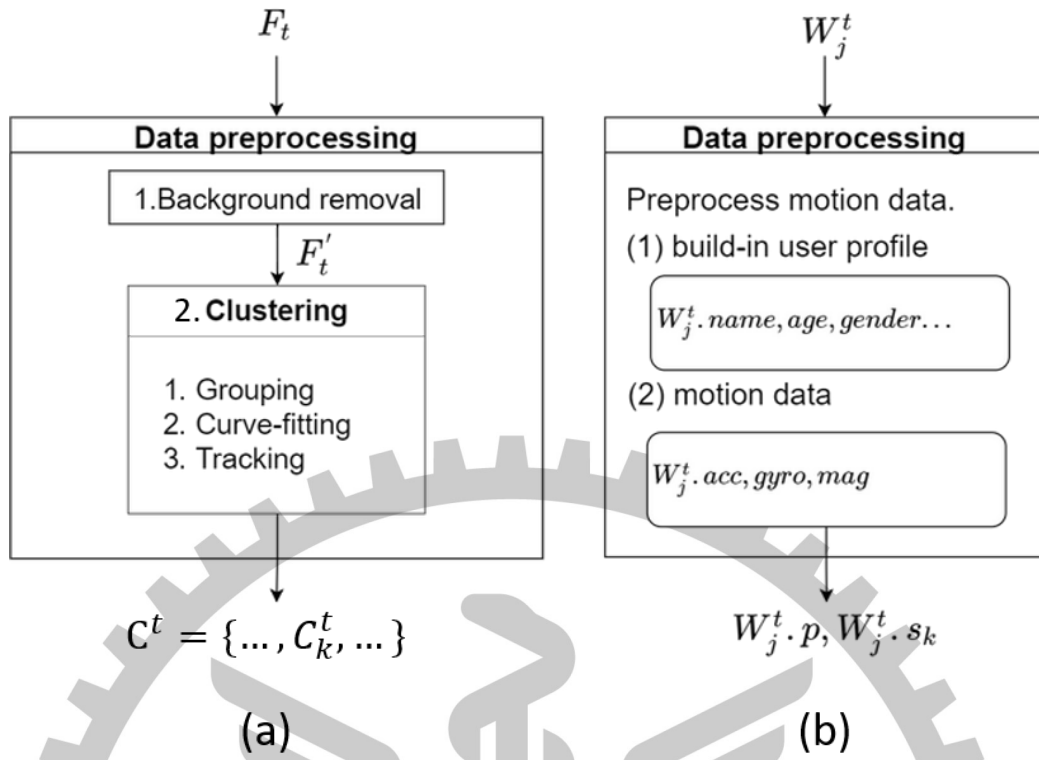 F_t
Data preprocessing
1.Background removal
F_t^'
2. Clustering
1. Grouping
2. Curve-fitting
3. Tracking
C^t = {… , C_k^t, … }
(a)
W_j^t
Data preprocessing
Preprocess motion data.
(1) build-in user profile
W_j^t. name, age, gender…
(2) motion data
W_j^t. acc, gyro, mag
W_j^t. p, W_j^t. s_k
(b)